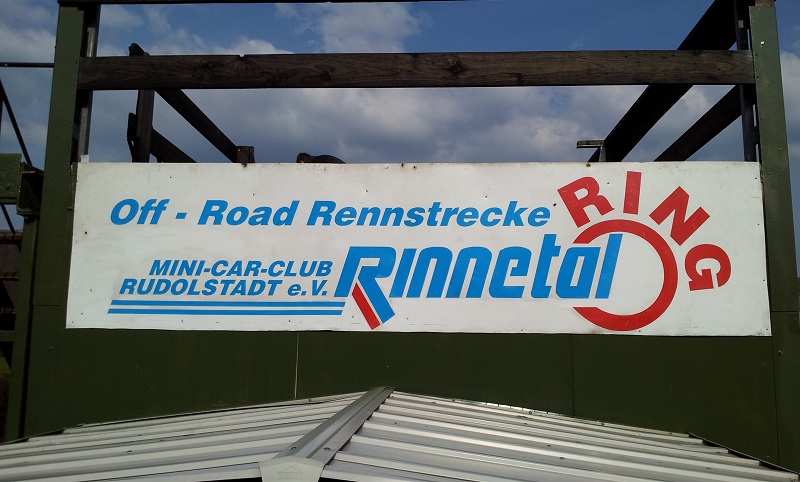 Off - Road Rennstrecke
MINI-CAR-CLUB
RUDOLSTADT e.V.
Rinnetal
RING